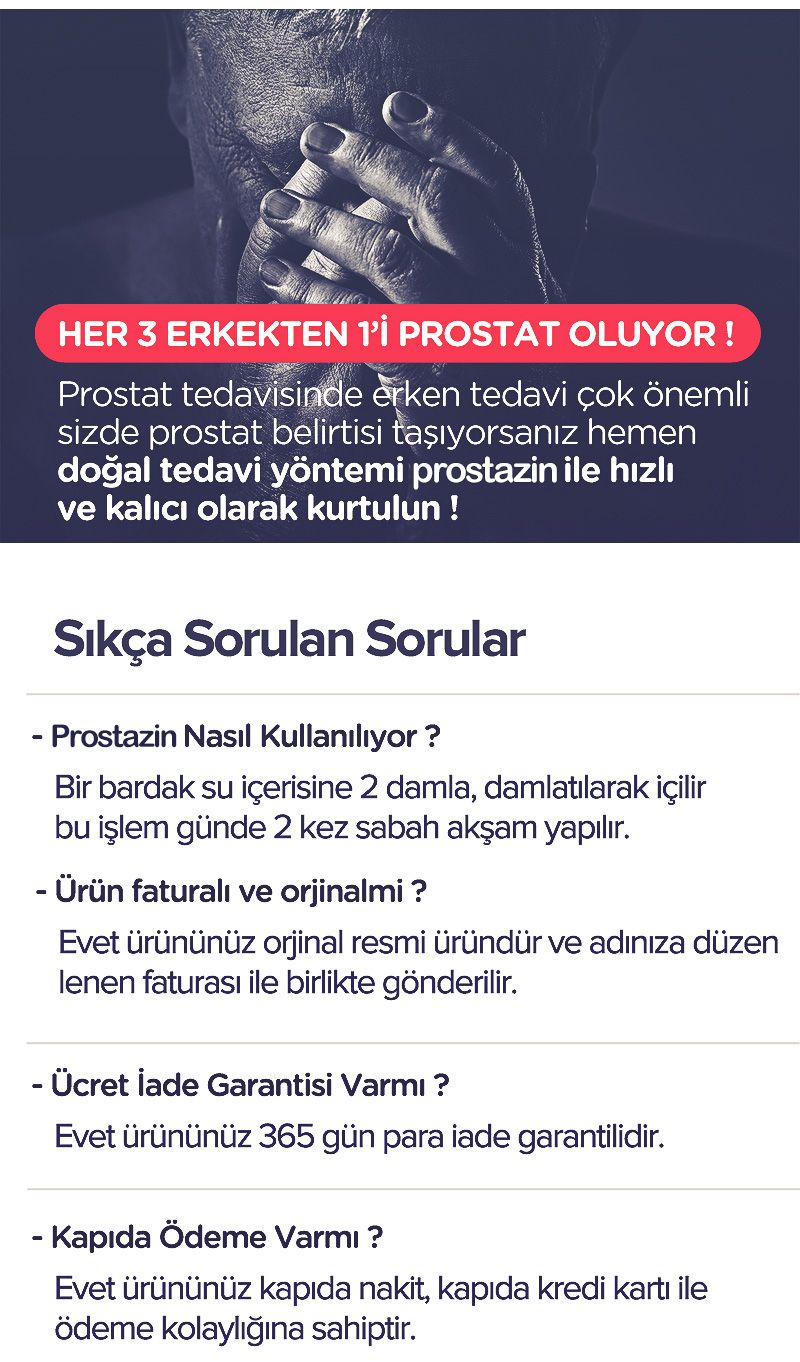 HER 3 ERKEKTEN 1'İ PROSTAT OLUYOR !
Prostat tedavisinde erken tedavi çok önemli
sizde prostat belirtisi taşıyorsanız hemen
doğal tedavi yöntemi prostazin ile hızlı
ve kalıcı olarak kurtulun !
Sıkça Sorulan Sorular
- Prostazin Nasıl Kullanılıyor ?
Bir bardak su içerisine 2 damla, damlatılarak içilir
bu işlem günde 2 kez sabah akşam yapılır.
- Ürün faturalı ve orjinalmi ?
Evet ürününüz orjinal resmi üründür ve adınıza düzen
lenen faturası ile birlikte gönderilir.
- Ücret İade Garantisi Varmı ?
Evet ürününüz 365 gün para iade garantilidir.
- Kapıda Ödeme Varmı ?
Evet ürününüz kapıda nakit, kapıda kredi kartı ile
ödeme kolaylığına sahiptir.